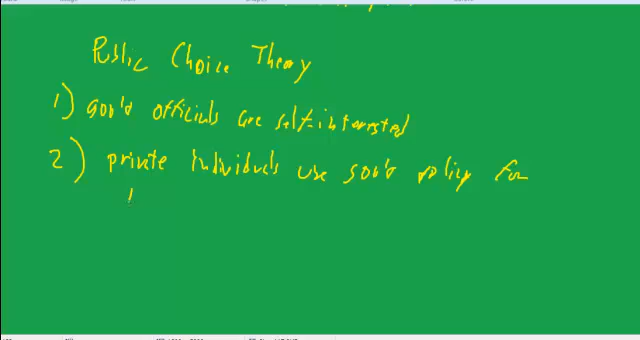 Public Choice Theory
1) gov't officials are self-interested
2) private individuals use gov't policy for